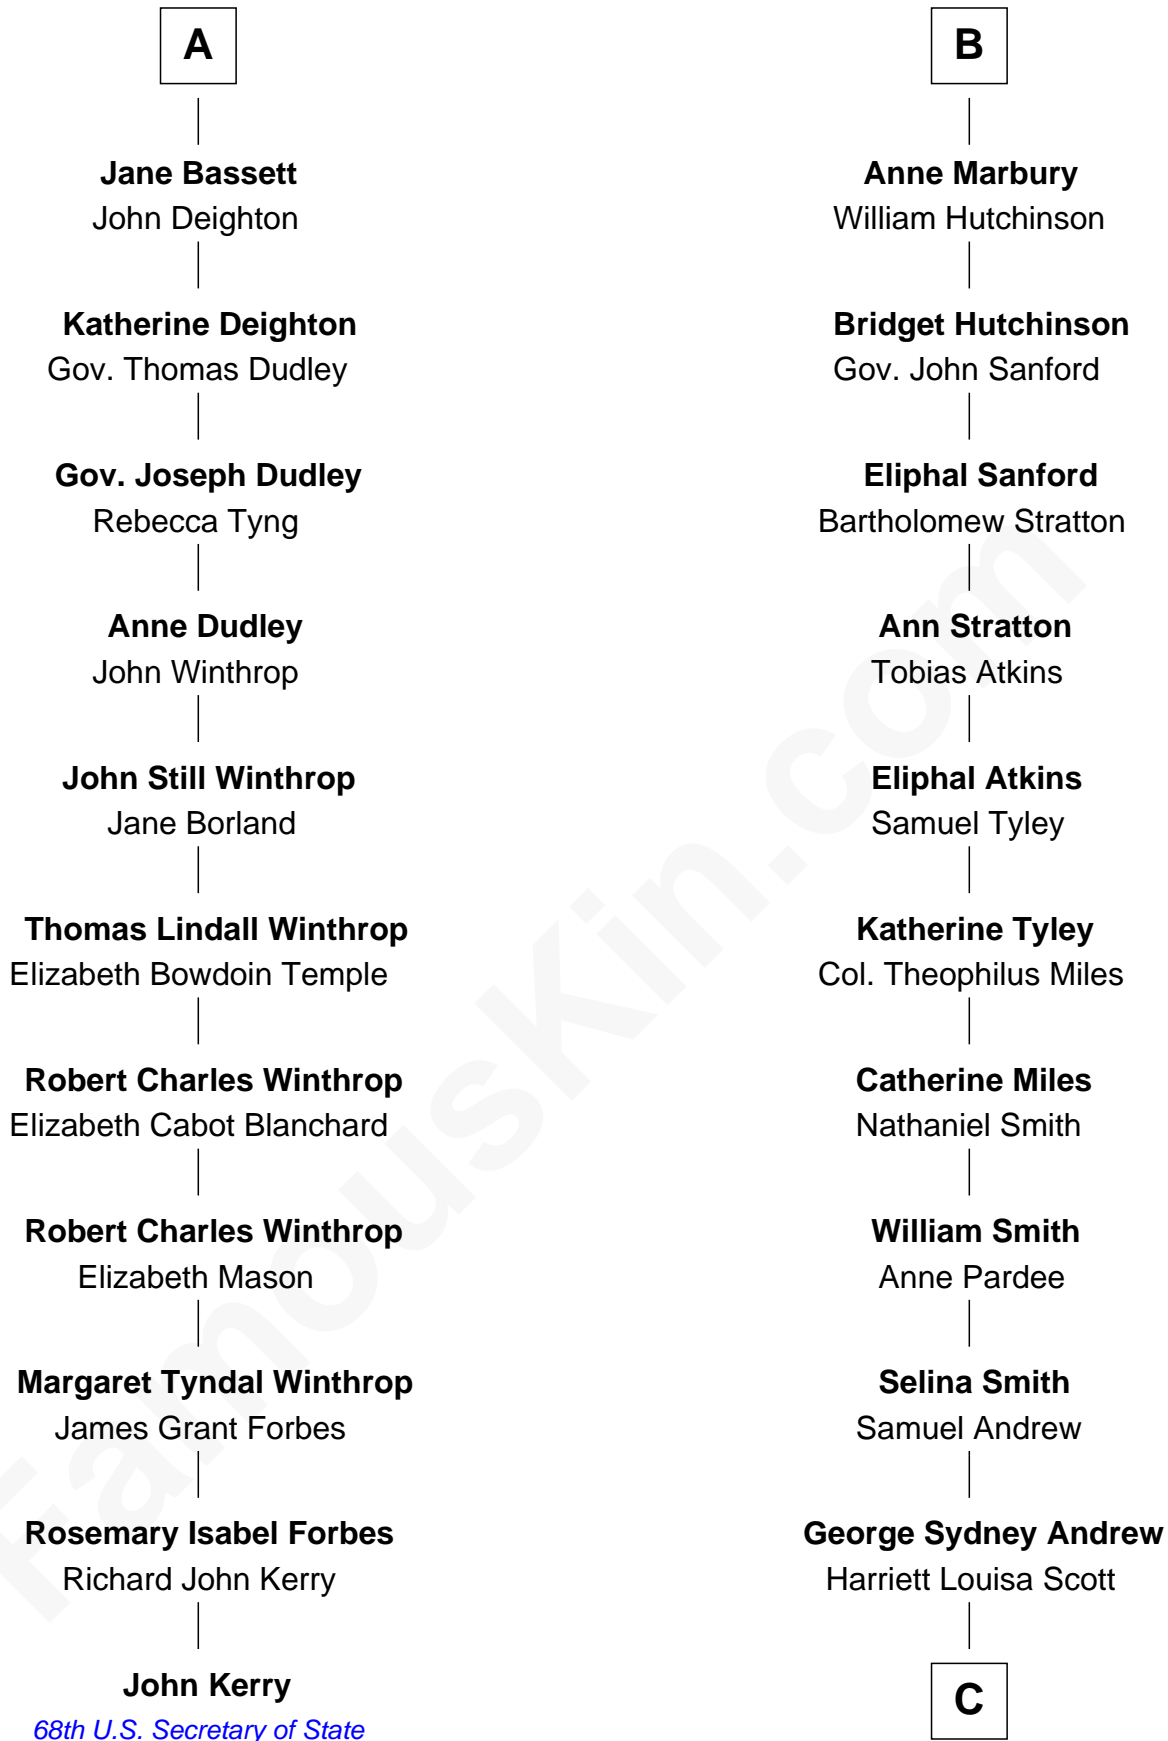 A
Jane Bassett
John Deighton
Katherine Deighton
Gov. Thomas Dudley
Gov. Joseph Dudley
Rebecca Tyng
Anne Dudley
John Winthrop
John Still Winthrop
Jane Borland
Thomas Lindall Winthrop
Elizabeth Bowdoin Temple
Robert Charles Winthrop
Elizabeth Cabot Blanchard
Robert Charles Winthrop
Elizabeth Mason
Margaret Tyndal Winthrop
James Grant Forbes
Rosemary Isabel Forbes
Richard John Kerry
John Kerry
68th U.S. Secretary of State
B
Anne Marbury
William Hutchinson
Bridget Hutchinson
Gov. John Sanford
Eliphal Sanford
Bartholomew Stratton
Ann Stratton
Tobias Atkins
Eliphal Atkins
Samuel Tyley
Katherine Tyley
Col. Theophilus Miles
Catherine Miles
Nathaniel Smith
William Smith
Anne Pardee
Selina Smith
Samuel Andrew
George Sydney Andrew
Harriett Louisa Scott
C
FamousKin.com